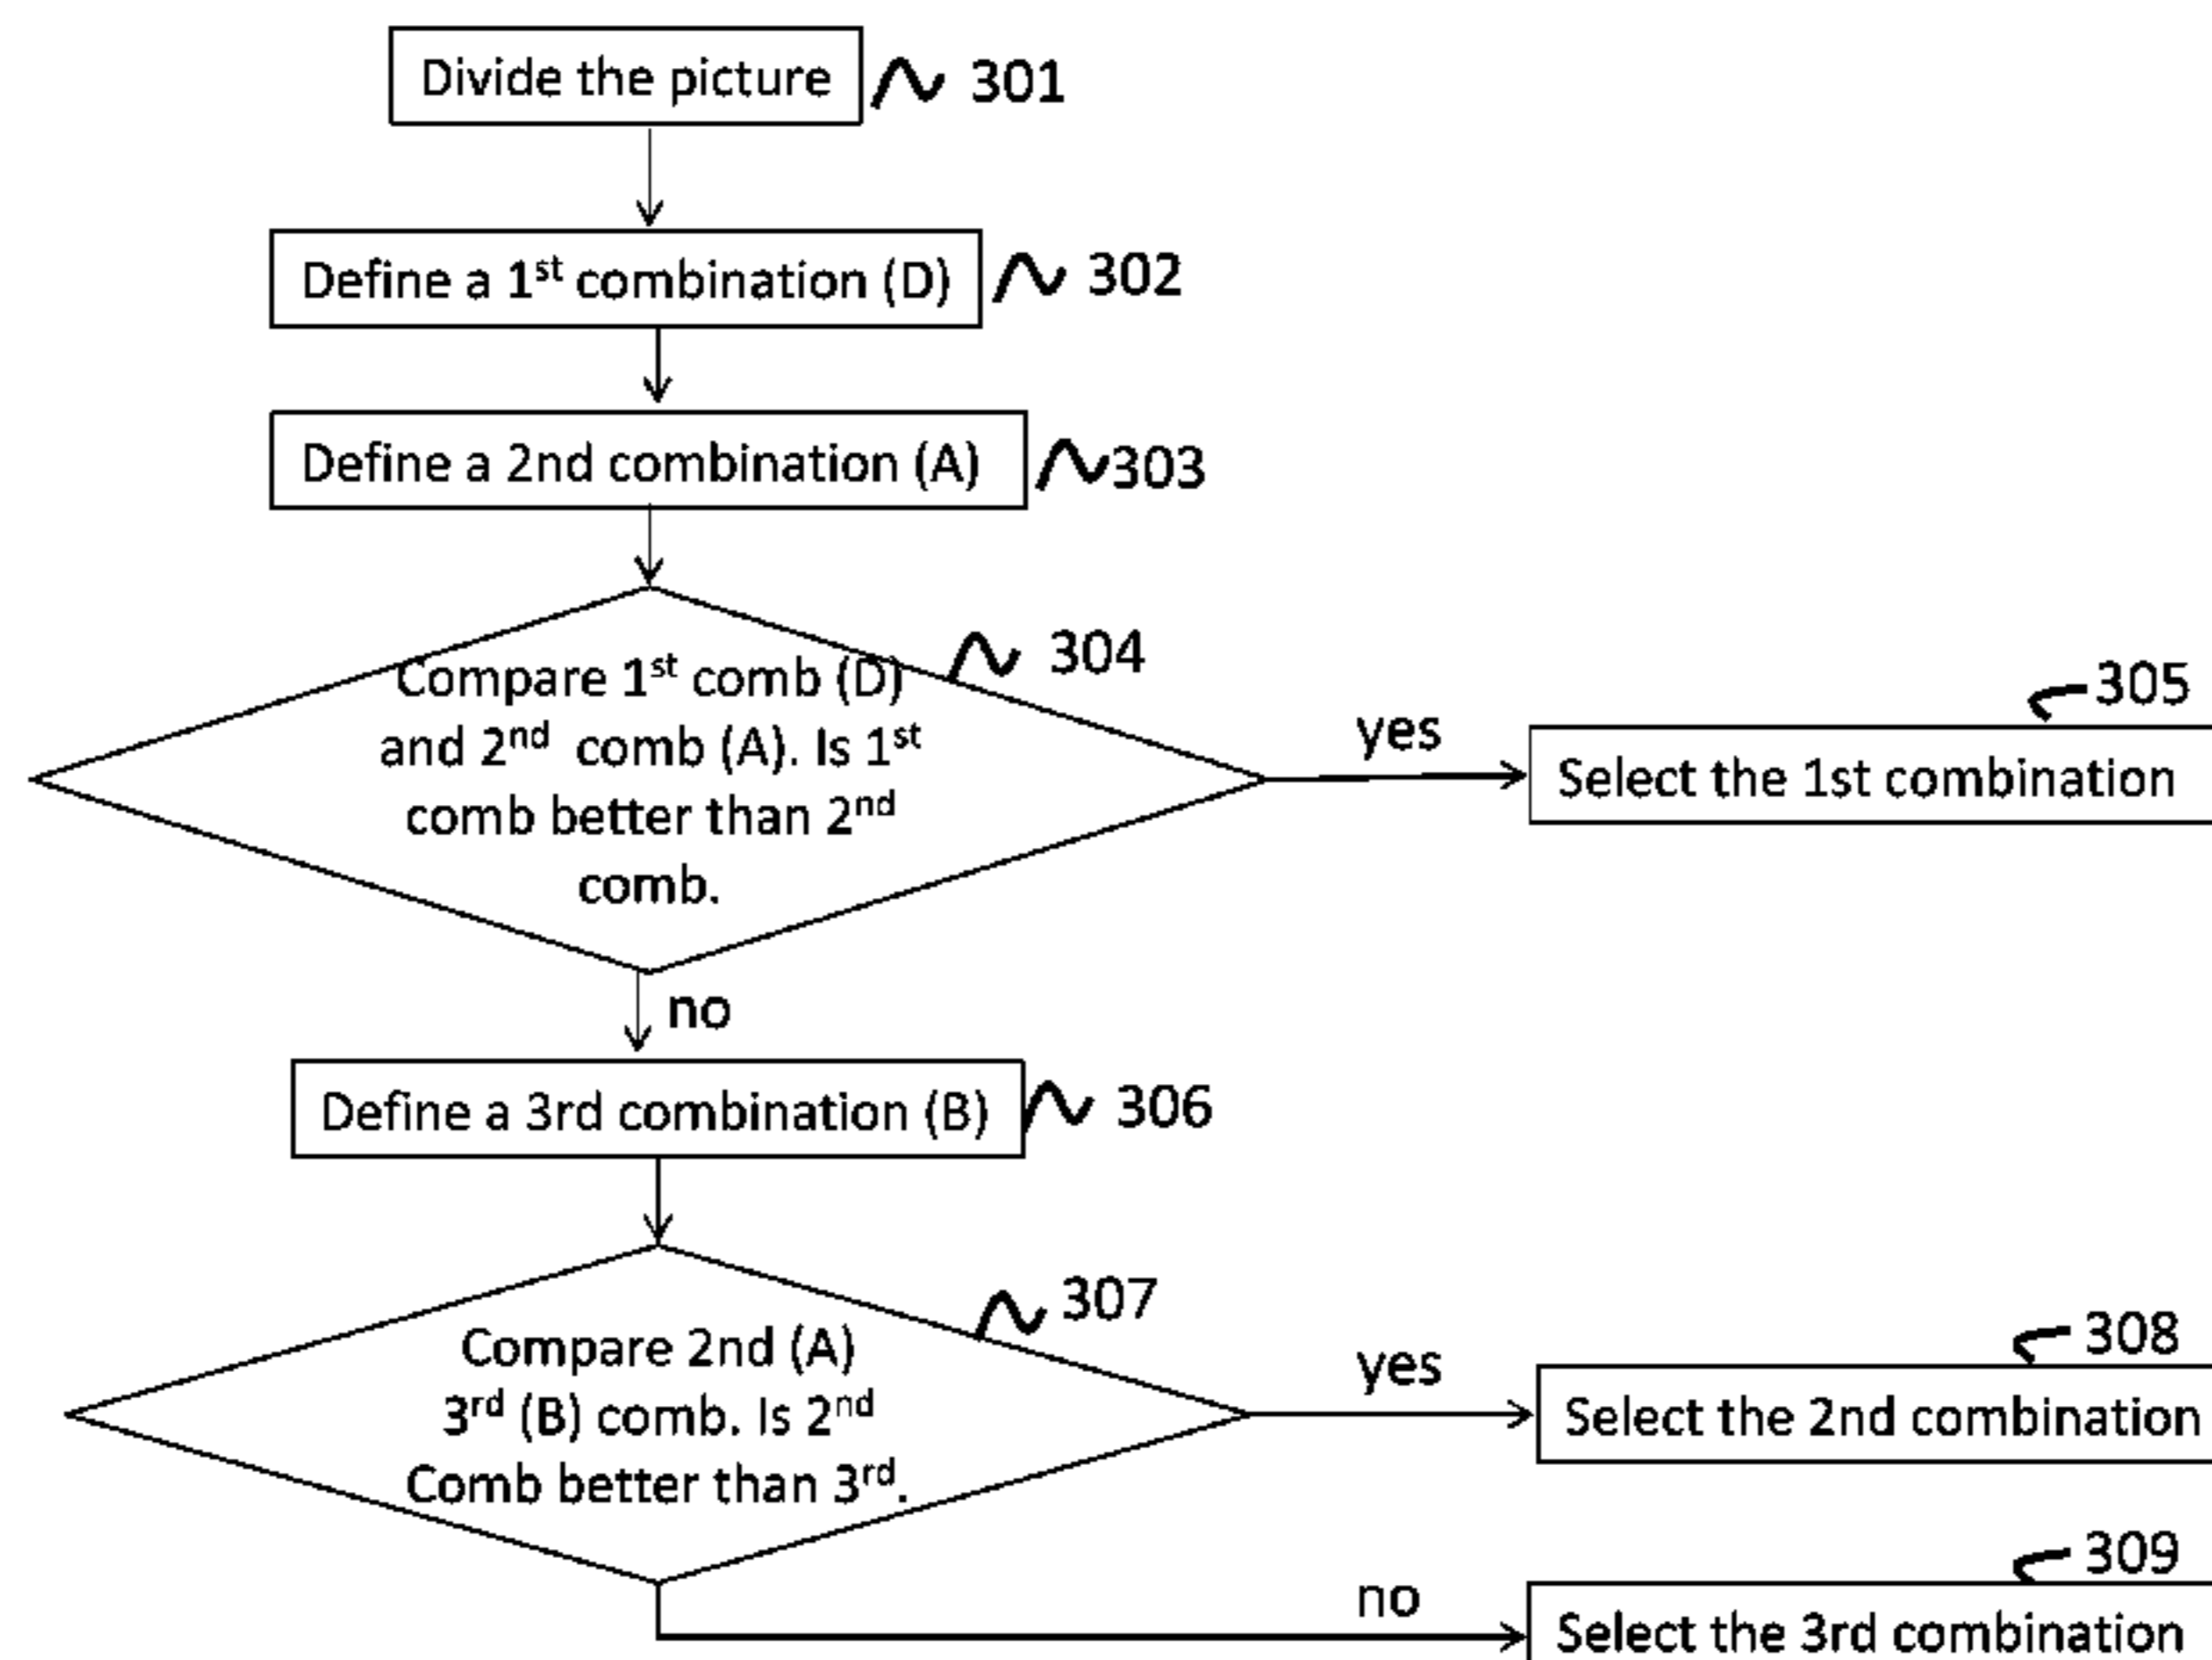 Divide the picture 301
Define a 1st combination (D) 302
Define a 2nd combination (A) 303
304
Compare 1st comb (D)
and 2nd comb (A). Is 1st
comb better than 2nd
comb.
yes
305
Select the 1st combination
no
Define a 3rd combination (B) 306
307
Compare 2nd (A)
3rd (B) comb. Is 2nd
Comb better than 3rd.
yes
308
Select the 2nd combination
no
309
Select the 3rd combination